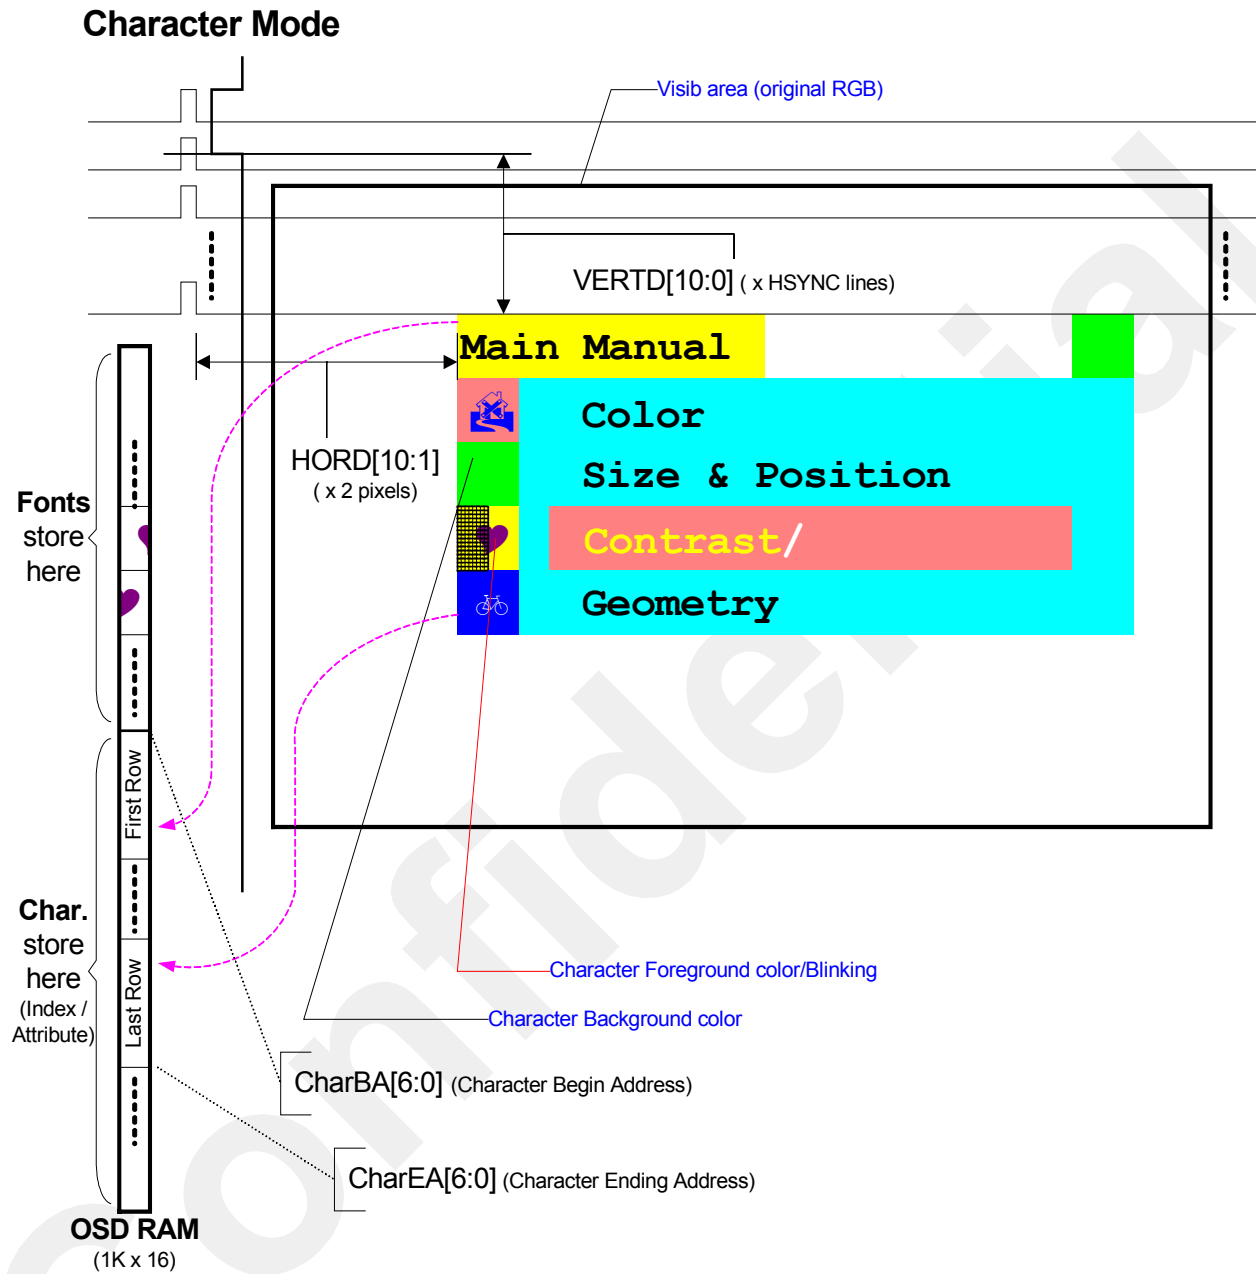 Character Mode
Visib area (original RGB)
VERTD[10:0] ( x HSYNC lines)
Main Manual
Color
HORD[10:1]
( x 2 pixels)
Size & Position
Fonts
store
here
Contrast/
Geometry
First Row
Char.
store
here
(Index /
Attribute)
Last Row
Character Foreground color/Blinking
Character Background color
CharBA[6:0] (Character Begin Address)
CharEA[6:0] (Character Ending Address)
OSD RAM
(1K x 16)
Confidential